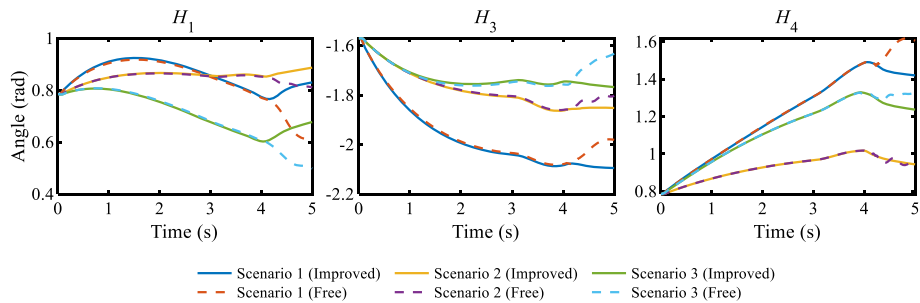 H1 H3 H4
Angle (rad)
1
0.8
0.6
0.4
0 1 2 3 4 5
Time (s)
-1.6
-1.8
-2
-2.2
0 1 2 3 4 5
Time (s)
1.6
1.4
1.2
1
0.8
0 1 2 3 4 5
Time (s)
Scenario 1 (Improved) Scenario 2 (Improved) Scenario 3 (Improved)
Scenario 1 (Free) Scenario 2 (Free) Scenario 3 (Free)